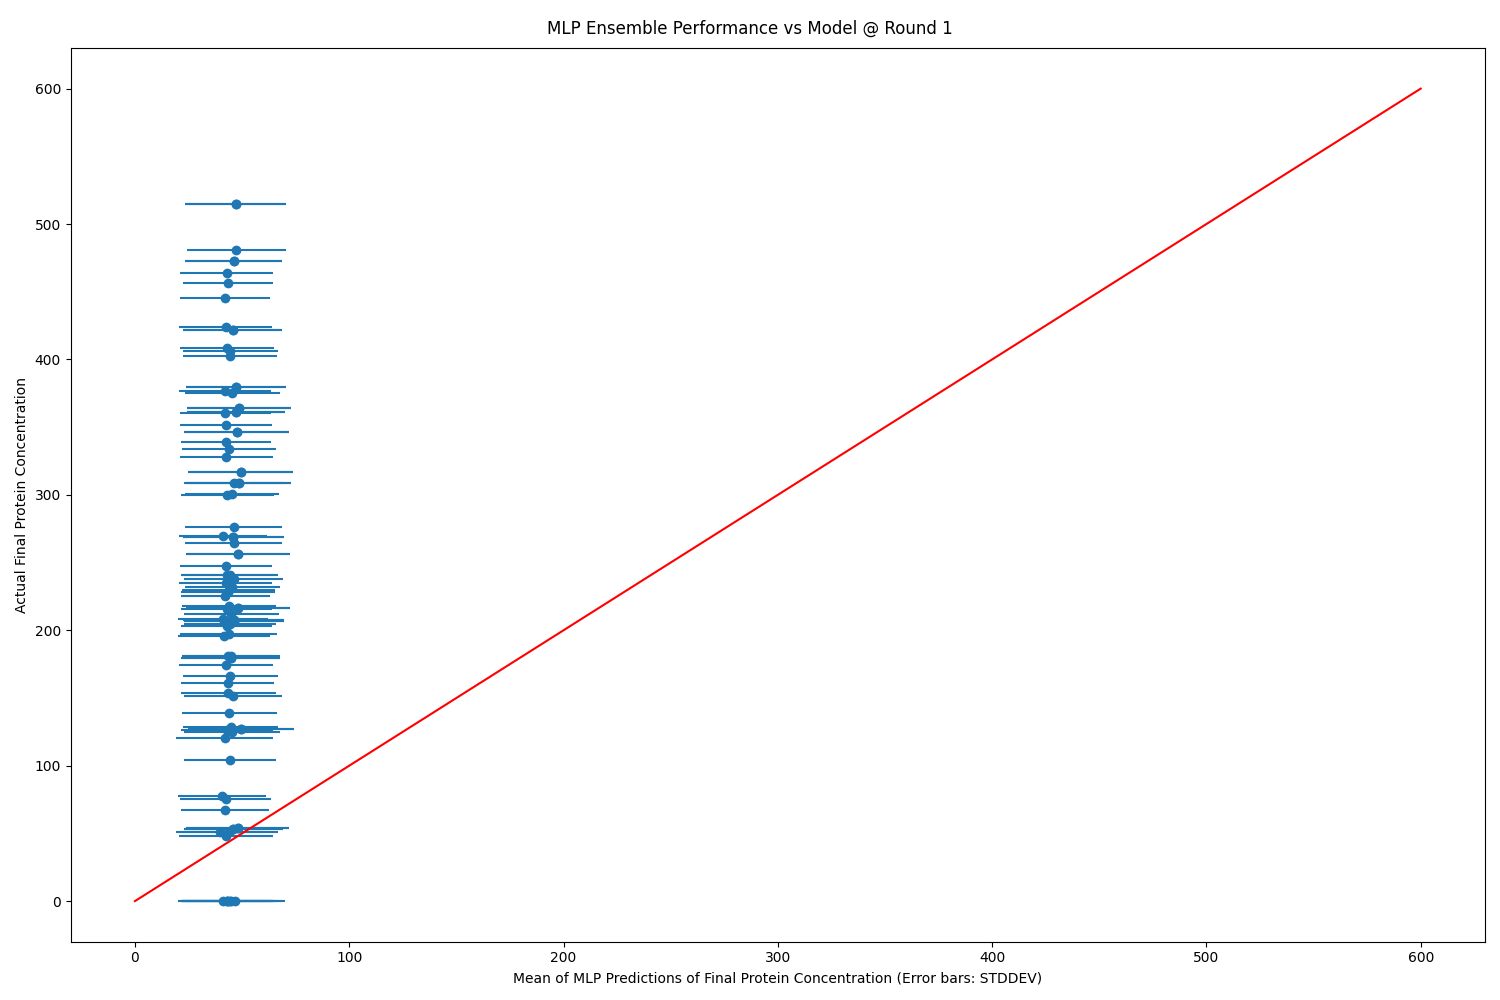 MLP Ensemble Performance vs Model @ Round 1
Actual Final Protein Concentration
600
500
400
300
200
100
0
0 100 200 300 400 500 600
Mean of MLP Predictions of Final Protein Concentration (Error bars: STDDEV)